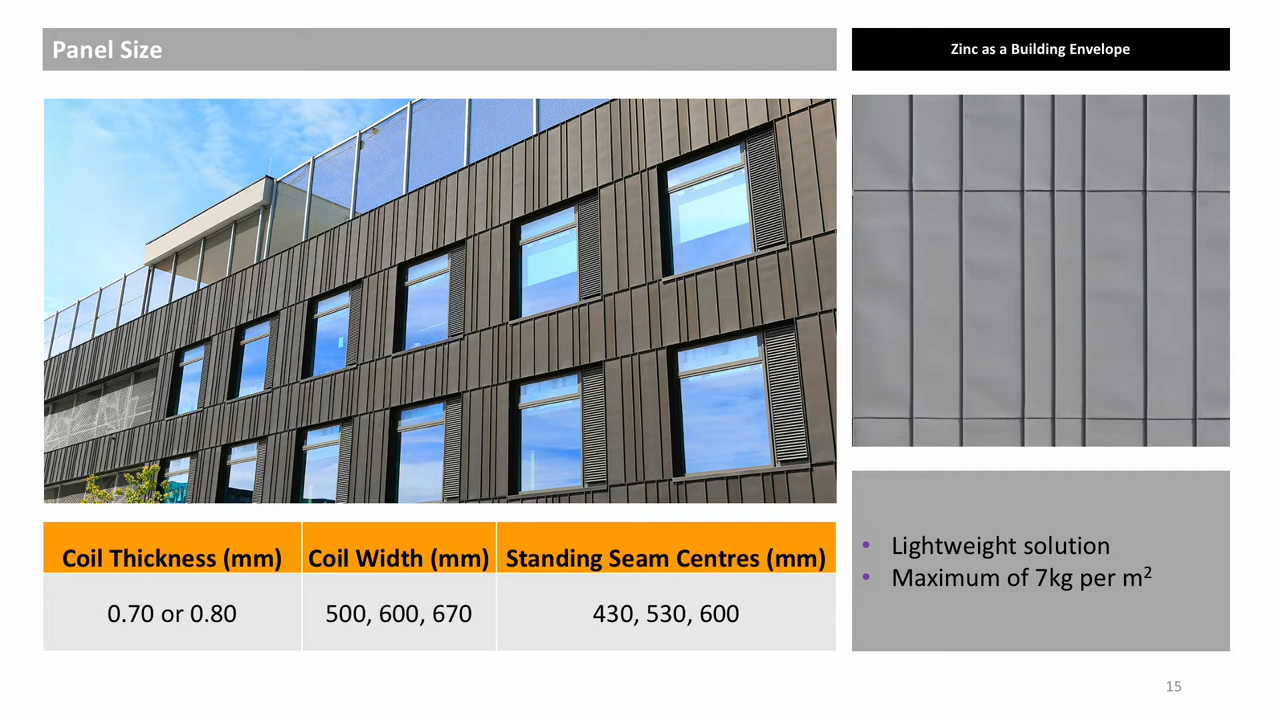 Panel Size
Zinc as a Building Envelope
Coil Thickness (mm) Coil Width (mm) Standing Seam Centres (mm)
0.70 or 0.80 500, 600, 670 430, 530, 600
• Lightweight solution
• Maximum of 7kg per m²
15